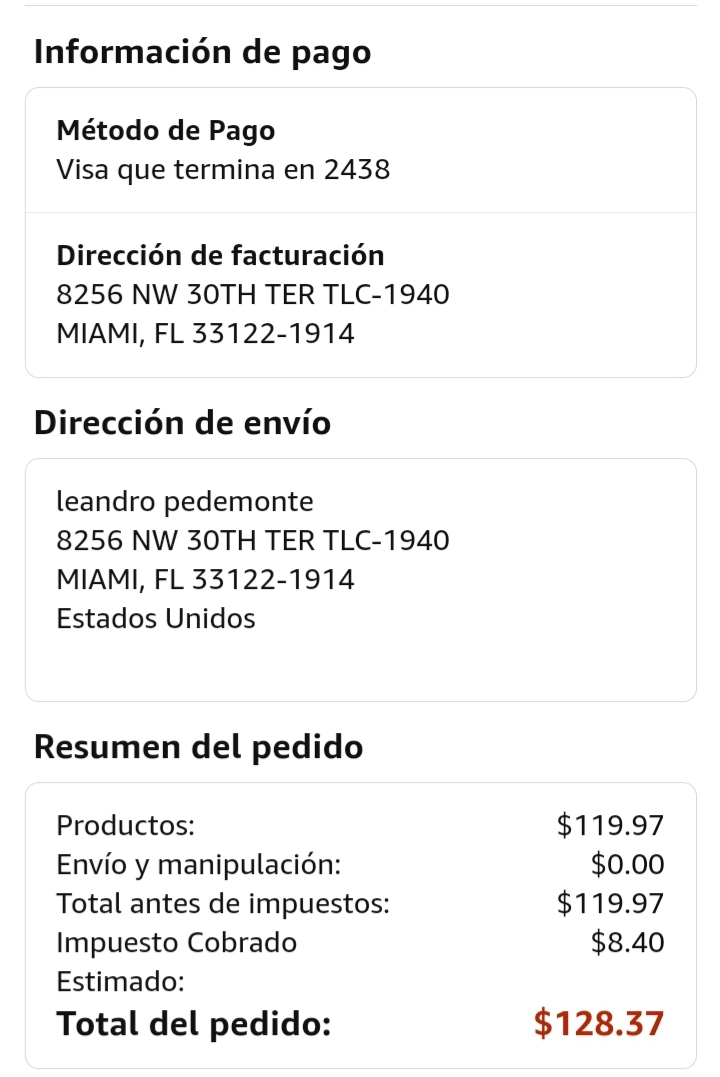 Información de pago
Método de Pago
Visa que termina en 2438
Dirección de facturación
8256 NW 30TH TER TLC-1940
MIAMI, FL 33122-1914
Dirección de envío
leandro pedemonte
8256 NW 30TH TER TLC-1940
MIAMI, FL 33122-1914
Estados Unidos
Resumen del pedido
Productos: $119.97
Envío y manipulación: $0.00
Total antes de impuestos: $119.97
Impuesto Cobrado $8.40
Estimado:
Total del pedido: $128.37